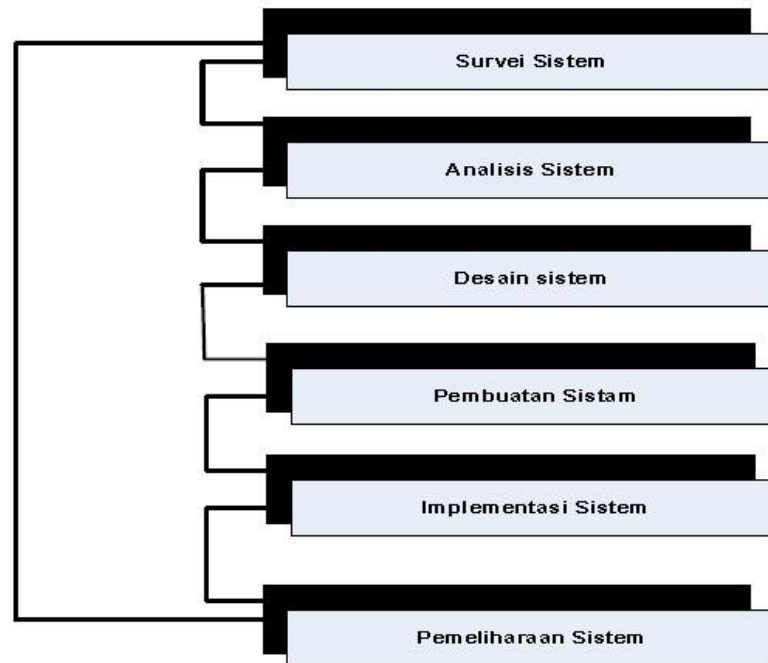 Survei Sistem
Analisis Sistem
Desain sistem
Pembuatan Sistam
Implementasi Sistem
Pemeliharaan Sistem